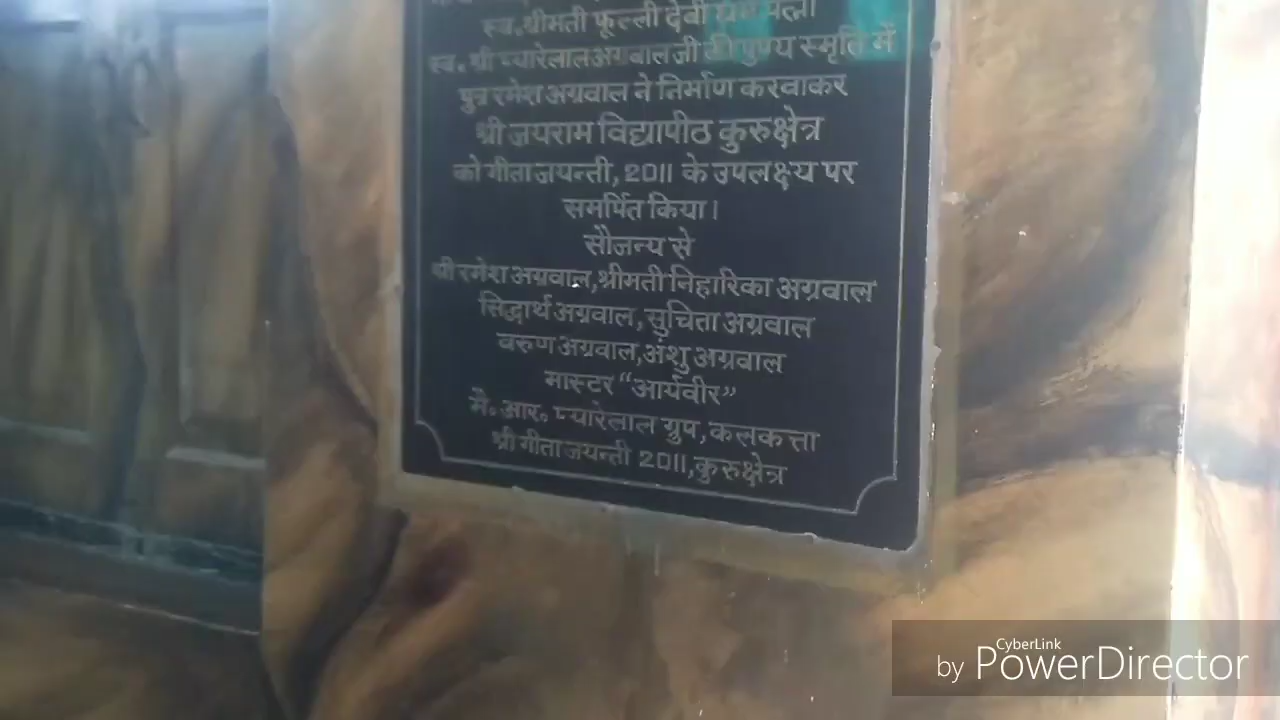 स्व.श्रीमती फूल्ली देवी धर्म पत्नी
स्व. श्री प्यारेलाल अग्रवाल जी की पुण्य स्मृति में
पुत्र रमेश अग्रवाल ने निर्माण करवाकर
श्री जयराम विद्यापीठ कुरुक्षेत्र
को गीता जयन्ती, 2011 के उपलक्ष्य पर
समर्पित किया।
सौजन्य से
श्री रमेश अग्रवाल,श्रीमती निहारिका अग्रवाल
सिद्धार्थ अग्रवाल, सुचिता अग्रवाल
वरुण अग्रवाल,अंशु अग्रवाल
मास्टर “आर्यवीर”
मै. आर. प्यारेलाल ग्रुप,कलकत्ता
श्री गीता जयन्ती 2011,कुरुक्षेत्र
CyberLink
by PowerDirector